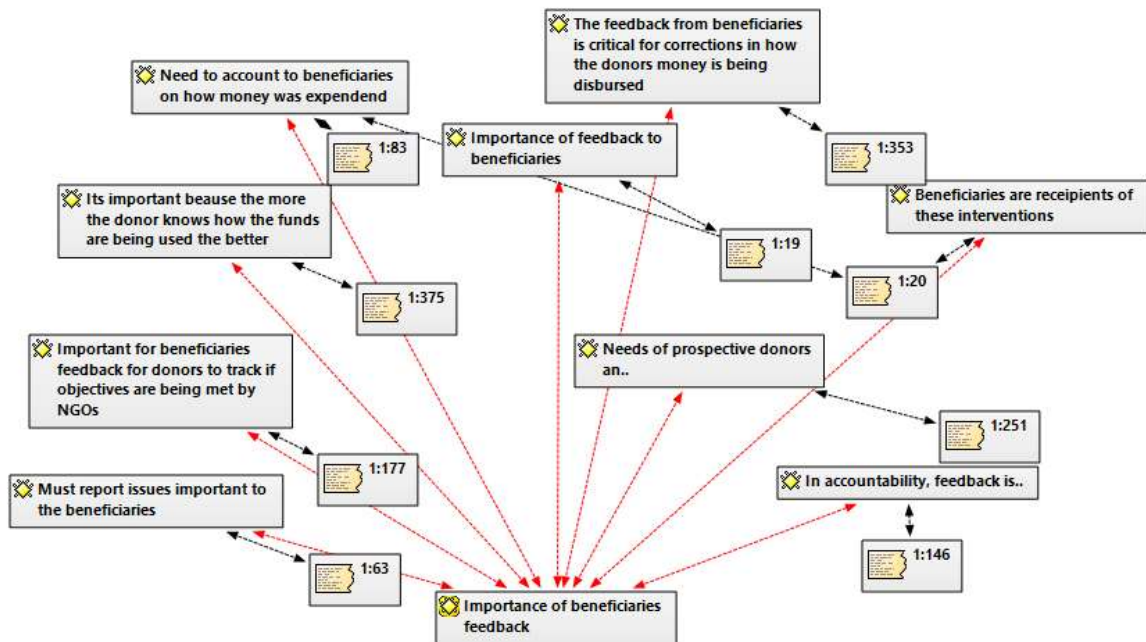 The feedback from beneficiaries
is critical for corrections in how
the donors money is being
disbursed
Need to account to beneficiaries
on how money was expendend
Importance of feedback to
beneficiaries
1:83
1:353
Its important beause the more
the donor knows how the funds
are being used the better
Beneficiaries are receipients of
these interventions
1:19
1:20
1:375
Important for beneficiaries
feedback for donors to track if
objectives are being met by
NGOs
Needs of prospective donors
an..
1:251
1:177
Must report issues important to
the beneficiaries
In accountability, feedback is..
1:63
1:146
Importance of beneficiaries
feedback